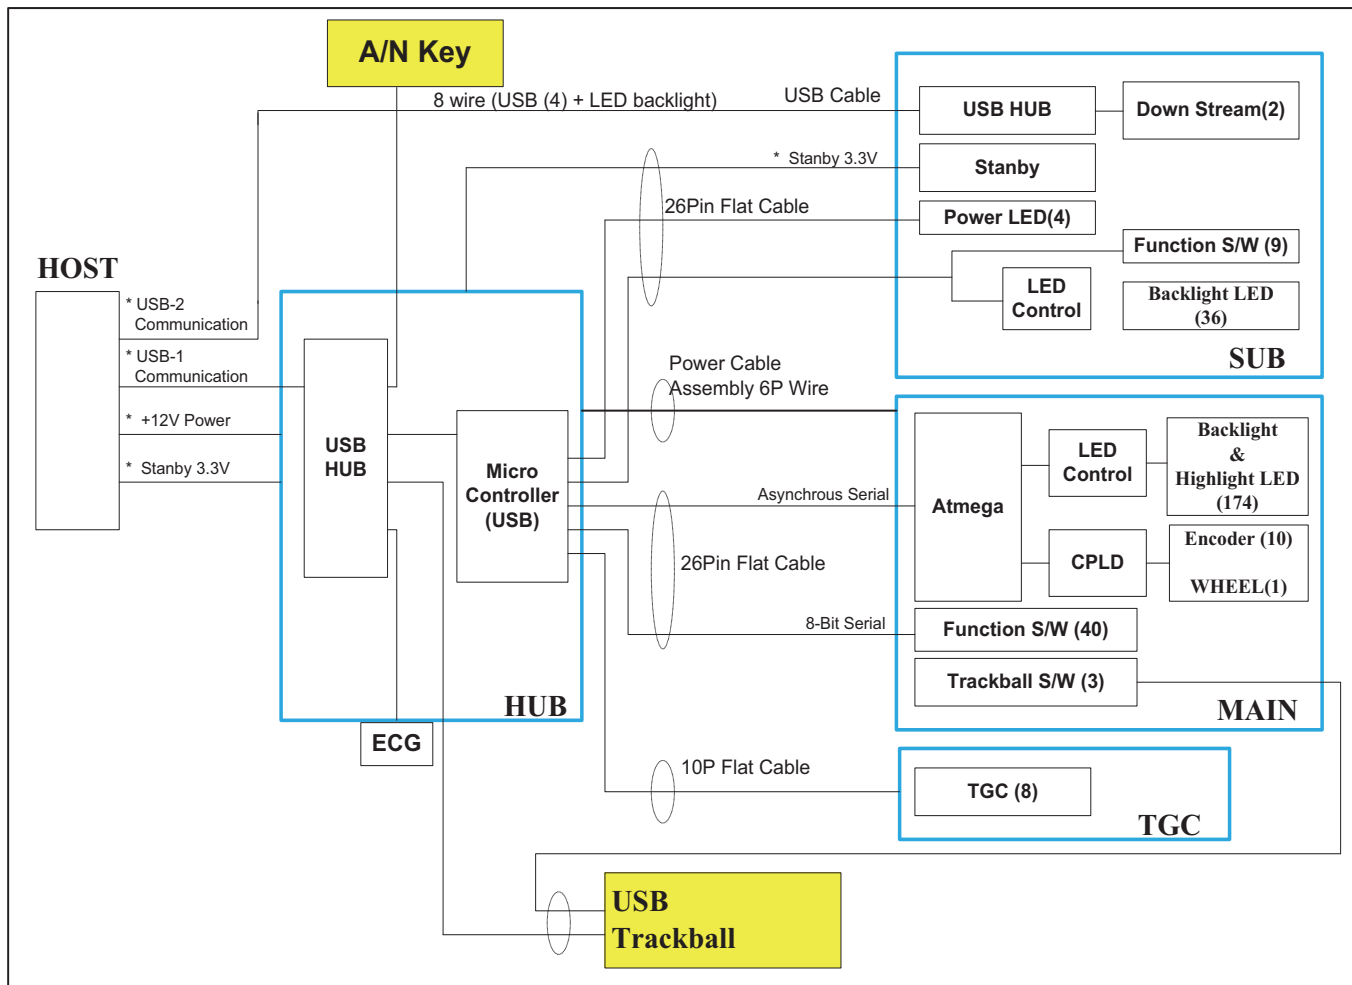 A/N Key
8 wire (USB (4) + LED backlight)
USB Cable
USB HUB
Down Stream(2)
* Stanby 3.3V
Stanby
26Pin Flat Cable
Power LED(4)
Function S/W (9)
HOST
LED
Control
Backlight LED
(36)
* USB-2
Communication
SUB
* USB-1
Communication
Power Cable
Assembly 6P Wire
* +12V Power
USB
HUB
* Stanby 3.3V
Micro
Controller
(USB)
Asynchrous Serial
Atmega
LED
Control
Backlight
&
Highlight LED
(174)
26Pin Flat Cable
CPLD
Encoder (10)
WHEEL(1)
8-Bit Serial
Function S/W (40)
Trackball S/W (3)
HUB
MAIN
ECG
10P Flat Cable
TGC (8)
TGC
USB
Trackball